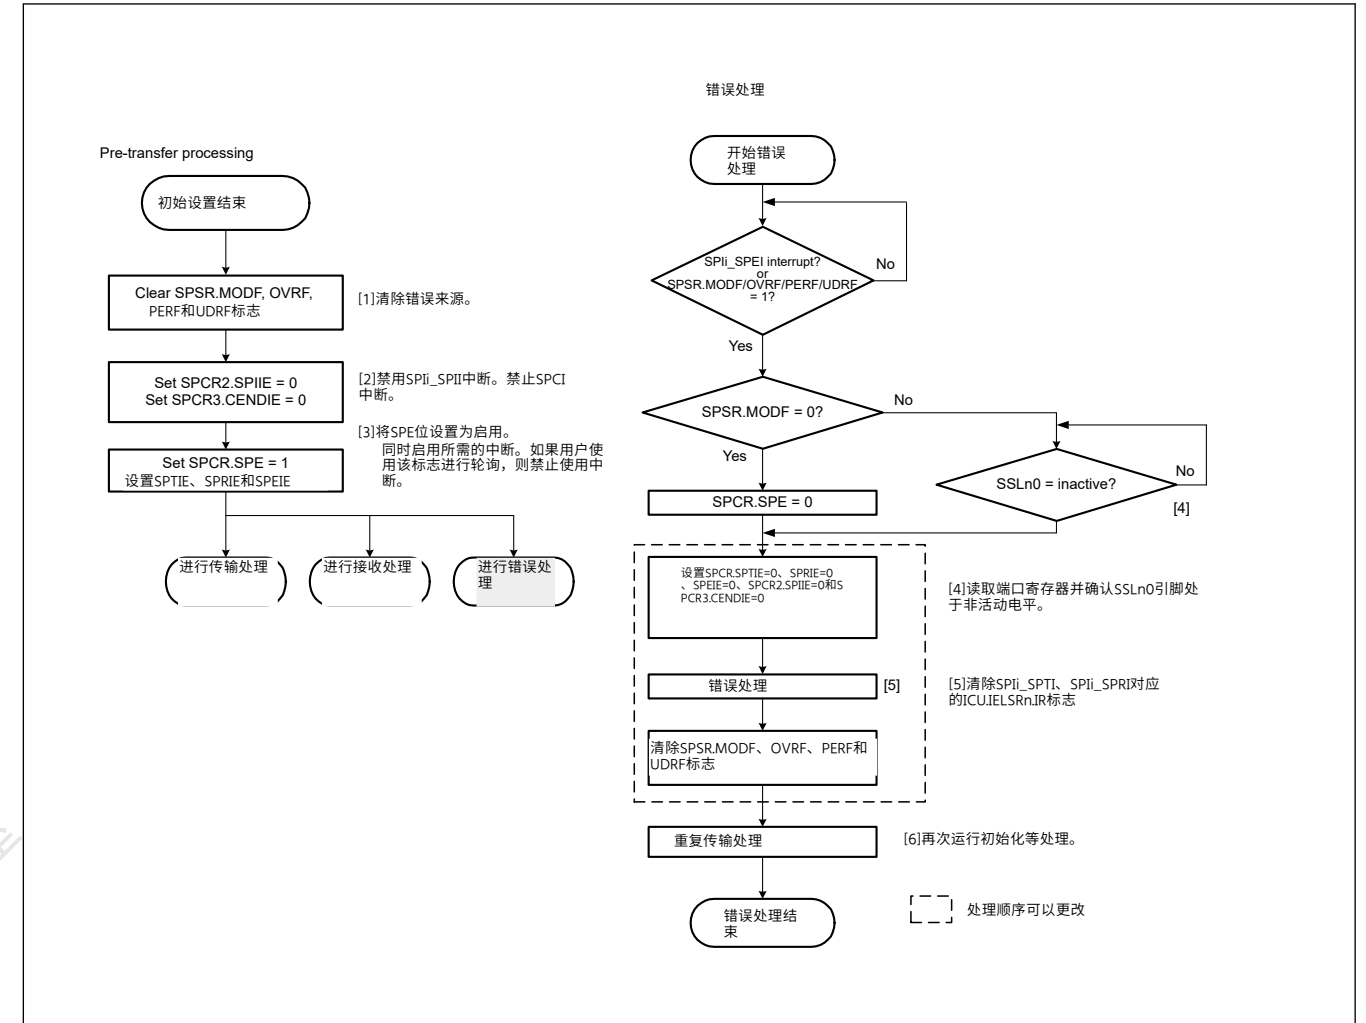 Pre-transfer processing
初始设置结束
Clear SPSR.MODF, OVRF,
PERF和UDRF标志
[1]清除错误来源。
Set SPCR2.SPIIE = 0
Set SPCR3.CENDIE = 0
[2]禁用SPIi_SPII中断。禁止SPCI
中断。
[3]将SPE位设置为启用。
同时启用所需的中断。如果用户使
用该标志进行轮询，则禁止使用中
断。
Set SPCR.SPE = 1
设置SPTIE、SPRIE和SPEIE
进行传输处理
进行接收处理
进行错误处
理
错误处理
开始错误
处理
SPIi_SPEI interrupt?
or
SPSR.MODF/OVRF/PERF/UDRF
= 1?
No
Yes
SPSR.MODF = 0?
No
Yes
SSLn0 = inactive?
No
[4]
SPCR.SPE = 0
设置SPCR.SPTIE=0、SPRIE=0
、SPEIE=0、SPCR2.SPIIE=0和S
PCR3.CENDIE=0
[4]读取端口寄存器并确认SSLn0引脚处
于非活动电平。
错误处理
[5]
[5]清除SPIi_SPTI、SPIi_SPRI对应
的ICU.IELSRn.IR标志
清除SPSR.MODF、OVRF、PERF和
UDRF标志
重复传输处理
[6]再次运行初始化等处理。
错误处理结
束
处理顺序可以更改